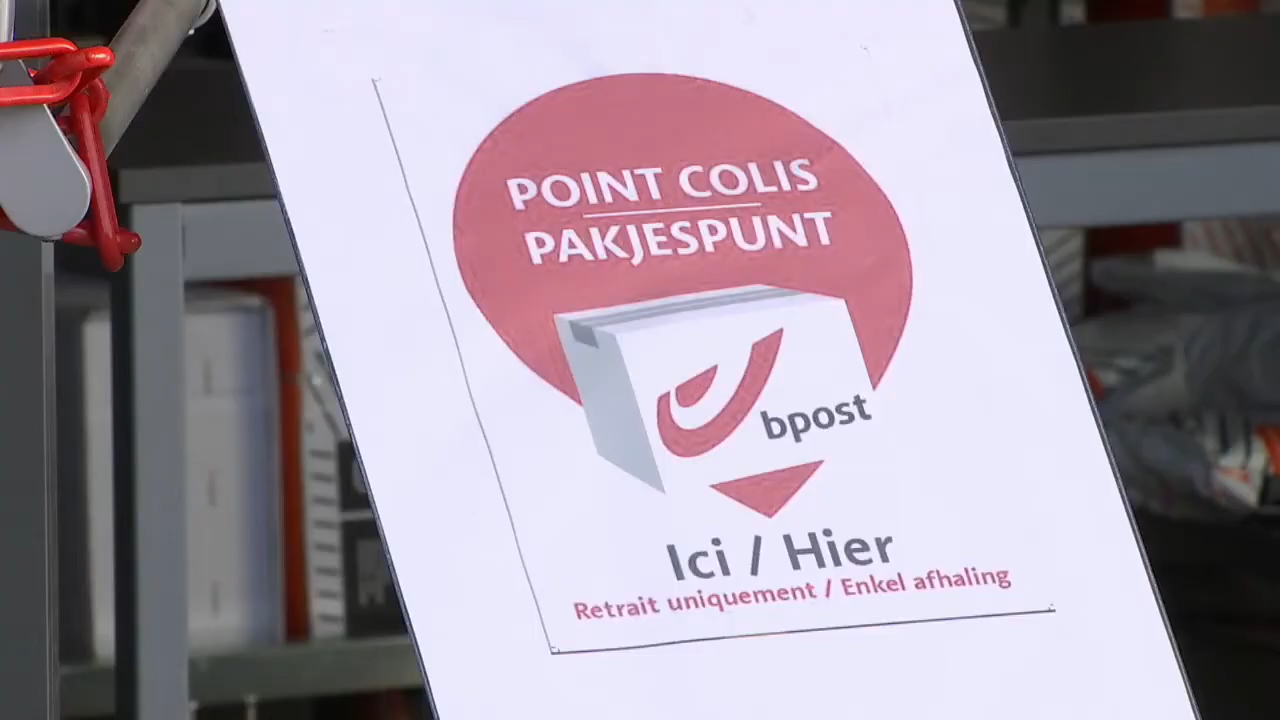 POINT COLIS
PAKJESPUNT
bpost
Ici / Hier
Retrait uniquement / Enkel afhaling